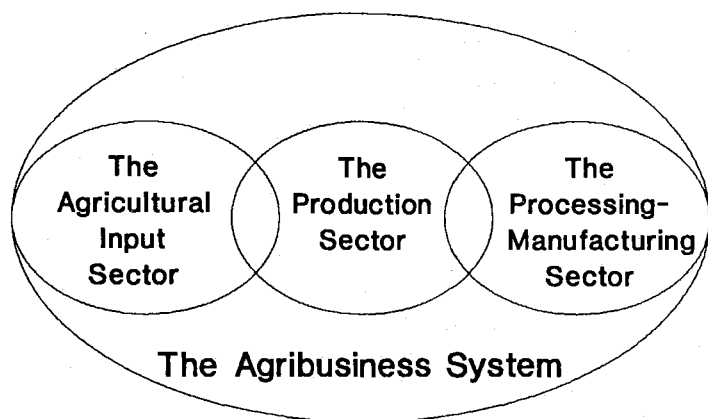 The
Agricultural
Input
Sector
The
Production
Sector
The
Processing-
Manufacturing
Sector
The Agribusiness System